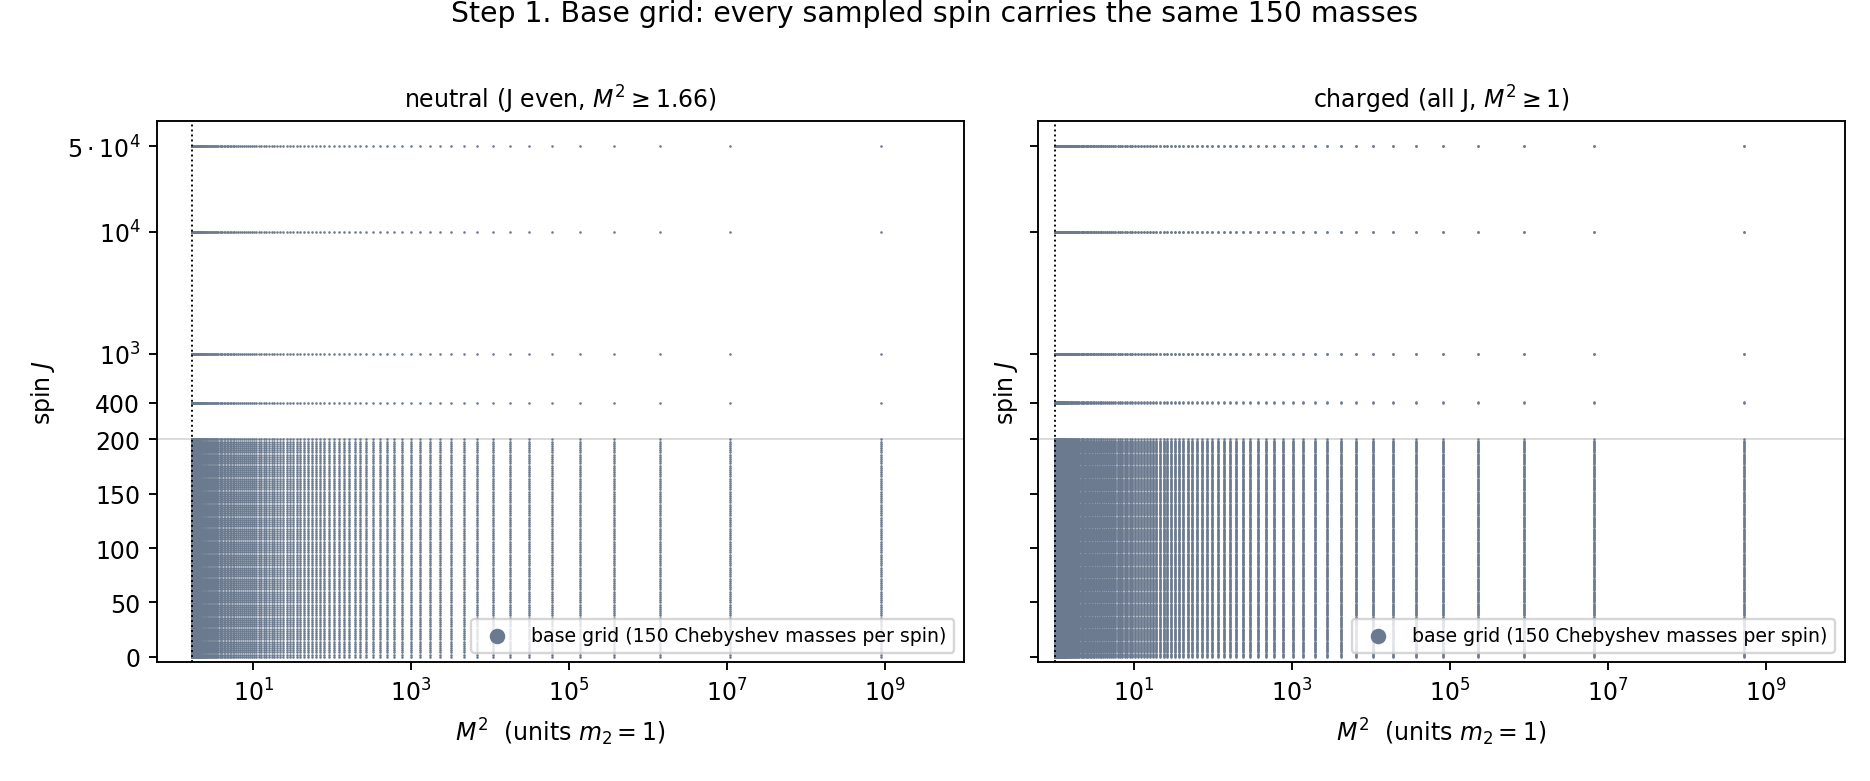 Step 1. Base grid: every sampled spin carries the same 150 masses
neutral (J even, $M^2 \geq 1.66$)
spin $J$
$5 \cdot 10^4$
$10^4$
$10^3$
400
200
150
100
50
0
base grid (150 Chebyshev masses per spin)
$10^1$ $10^3$ $10^5$ $10^7$ $10^9$
$M^2$ (units $m_2 = 1$)
charged (all J, $M^2 \geq 1$)
spin $J$
base grid (150 Chebyshev masses per spin)
$10^1$ $10^3$ $10^5$ $10^7$ $10^9$
$M^2$ (units $m_2 = 1$)